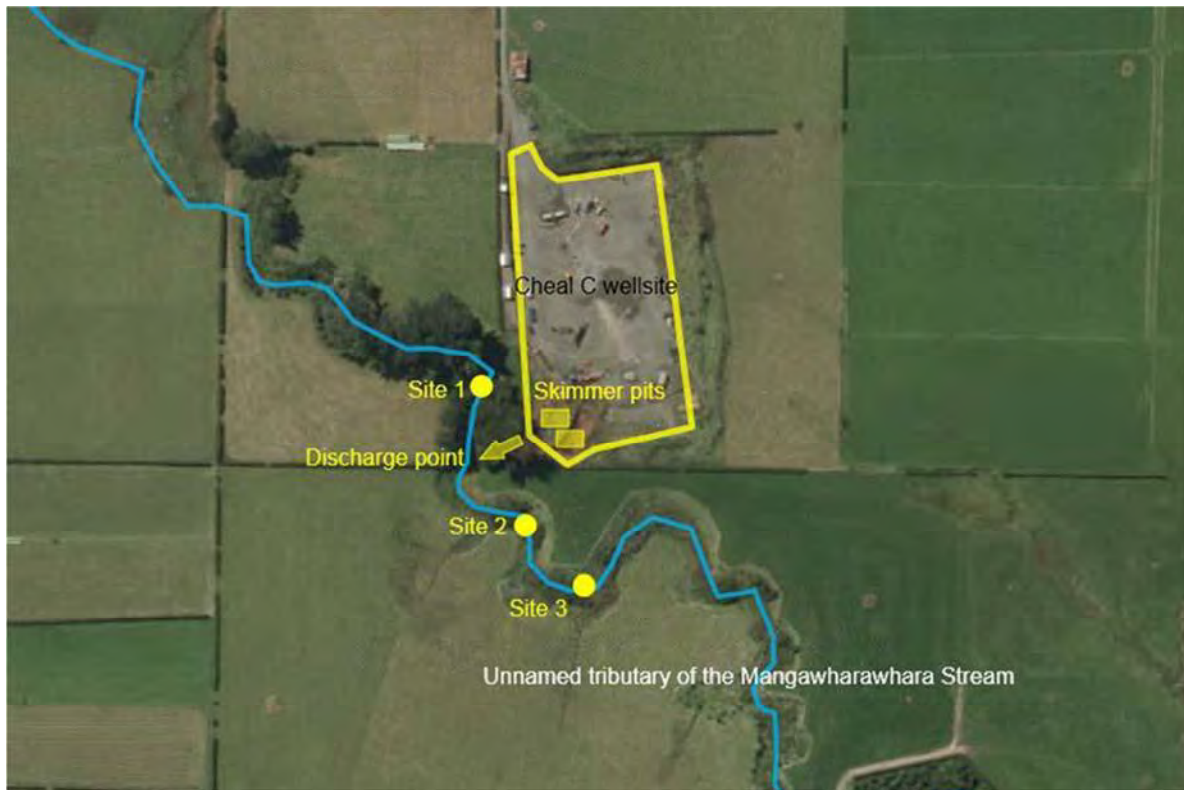 Cheal C wellsite
Site 1
Skimmer pits
Discharge point
Site 2
Site 3
Unnamed tributary of the Mangawharawhara Stream